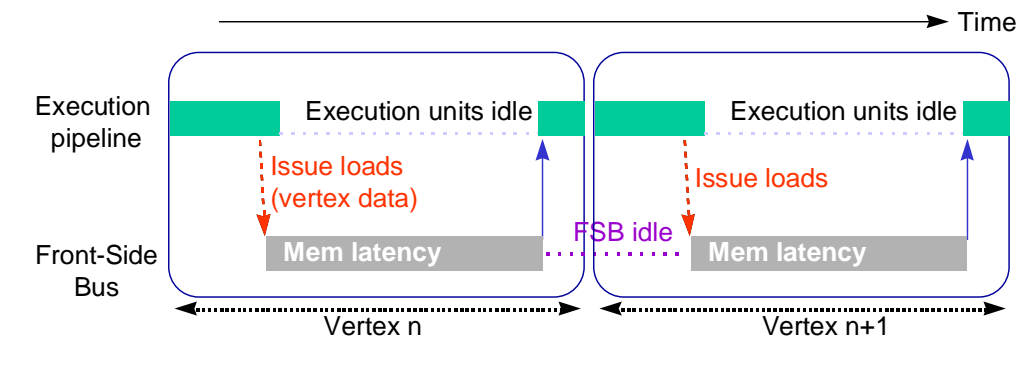 Time
Execution
pipeline
Execution units idle
Execution units idle
Issue loads
(vertex data)
Issue loads
FSB idle
Front-Side
Bus
Mem latency
Mem latency
Vertex n
Vertex n+1